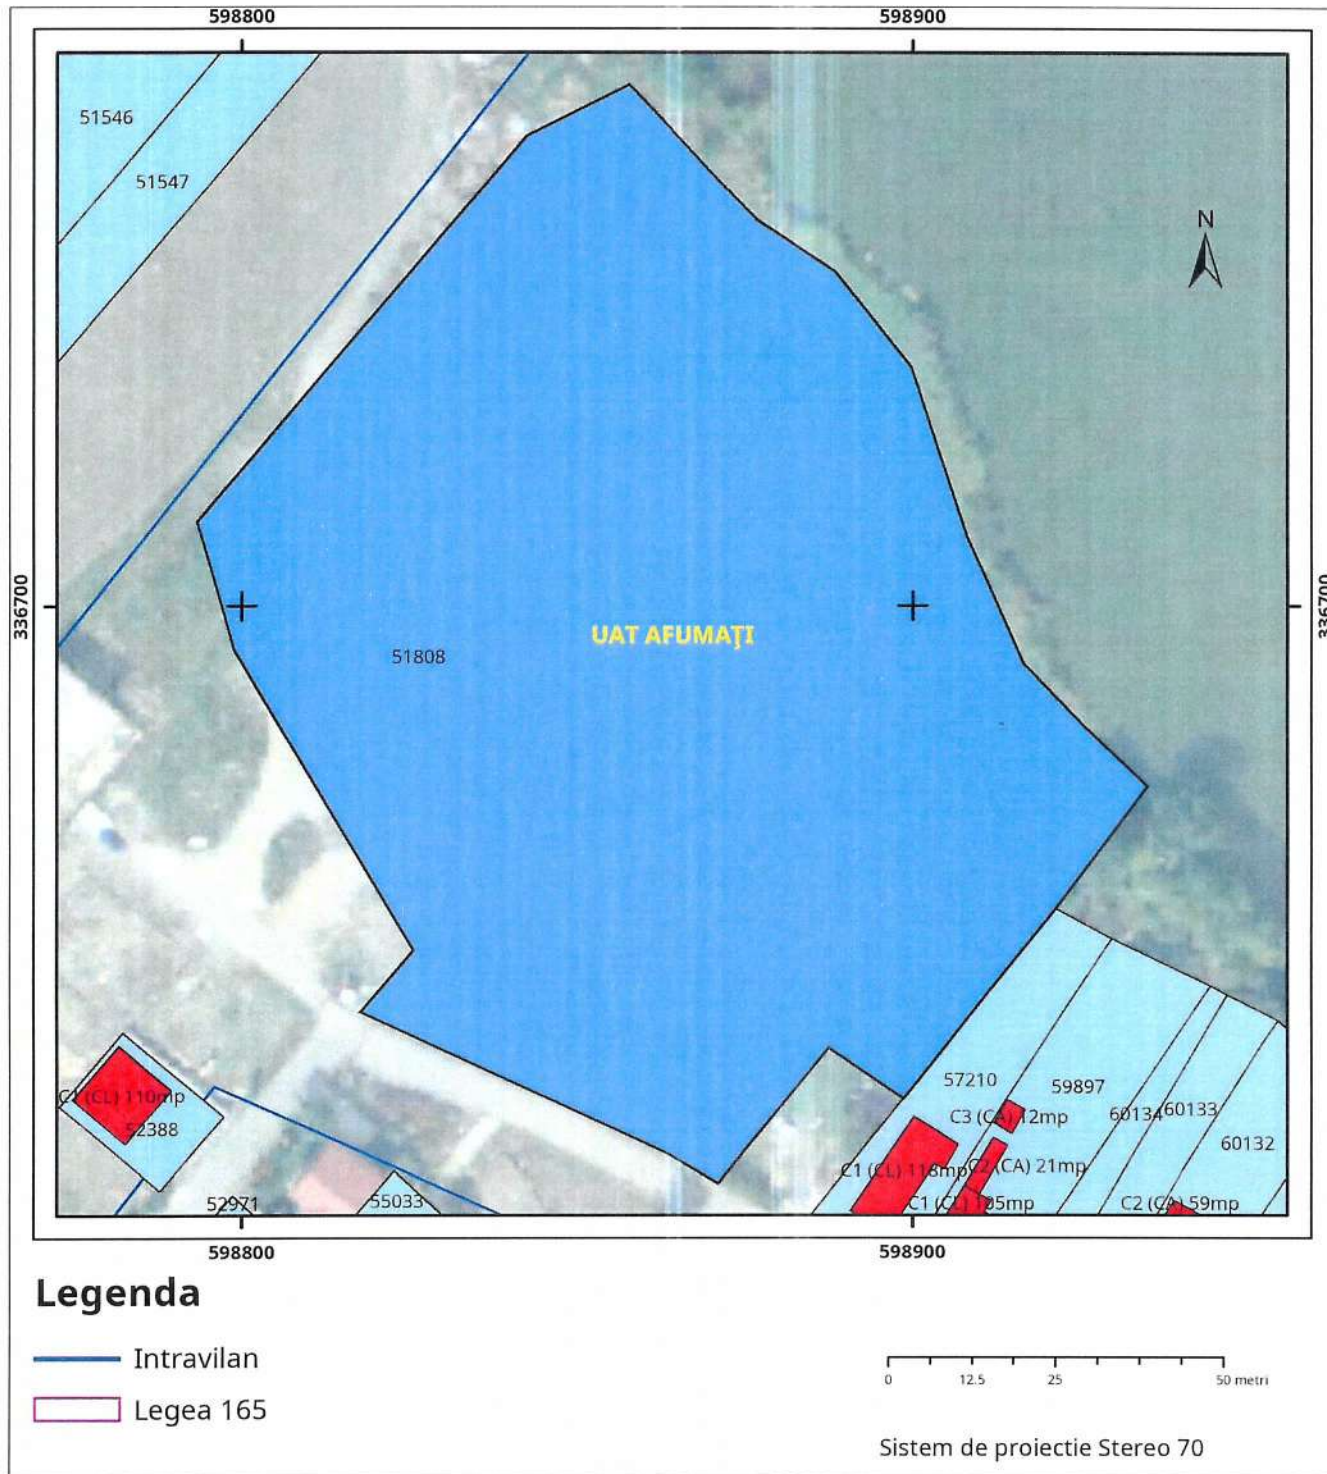 598800
598900
51546
51547
N
336700
336700
UAT AFUMAŢI
51808
57210
59897
C1 (CL) 110mp
C3 (CA) 12mp
60134
60133
52388
60132
C1 (CL) 118mp
C2 (CA) 21mp
52971
55033
C1 (CL) 105mp
C2 (CA) 59mp
598800
598900
Legenda
Intravilan
Legea 165
0
12.5
25
50 metri
Sistem de proiectie Stereo 70